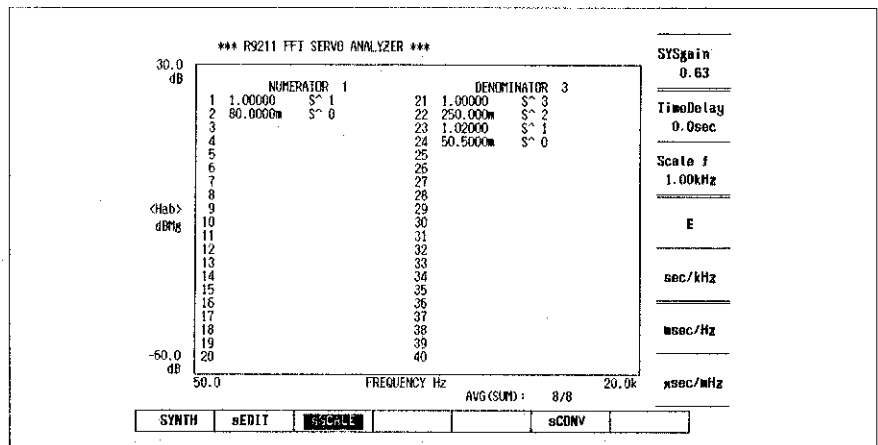 *** R9211 FFT SERVO ANALYZER ***
SYSgain
0.63
30.0
dB
NUMERATOR 1 DENOMINATOR 3
1 1.00000 S^ 1 21 1.00000 S^ 3
2 80.0000m S^ 0 22 250.000m S^ 2
3 23 1.02000 S^ 1
4 24 50.5000m S^ 0
5 25
6 26
7 27
8 28
9 29
10 30
11 31
12 32
13 33
14 34
15 35
16 36
17 37
18 38
19 39
20 40
TimeDelay
0.0sec
Scale f
1.00kHz
<Hab>
dBMg
E
sec/kHz
msec/Hz
-60.0
dB
50.0 FREQUENCY Hz 20.0k
AVG(SUM): 8/8
µsec/mHz
SYNTH sEDIT sSCALE sCONV